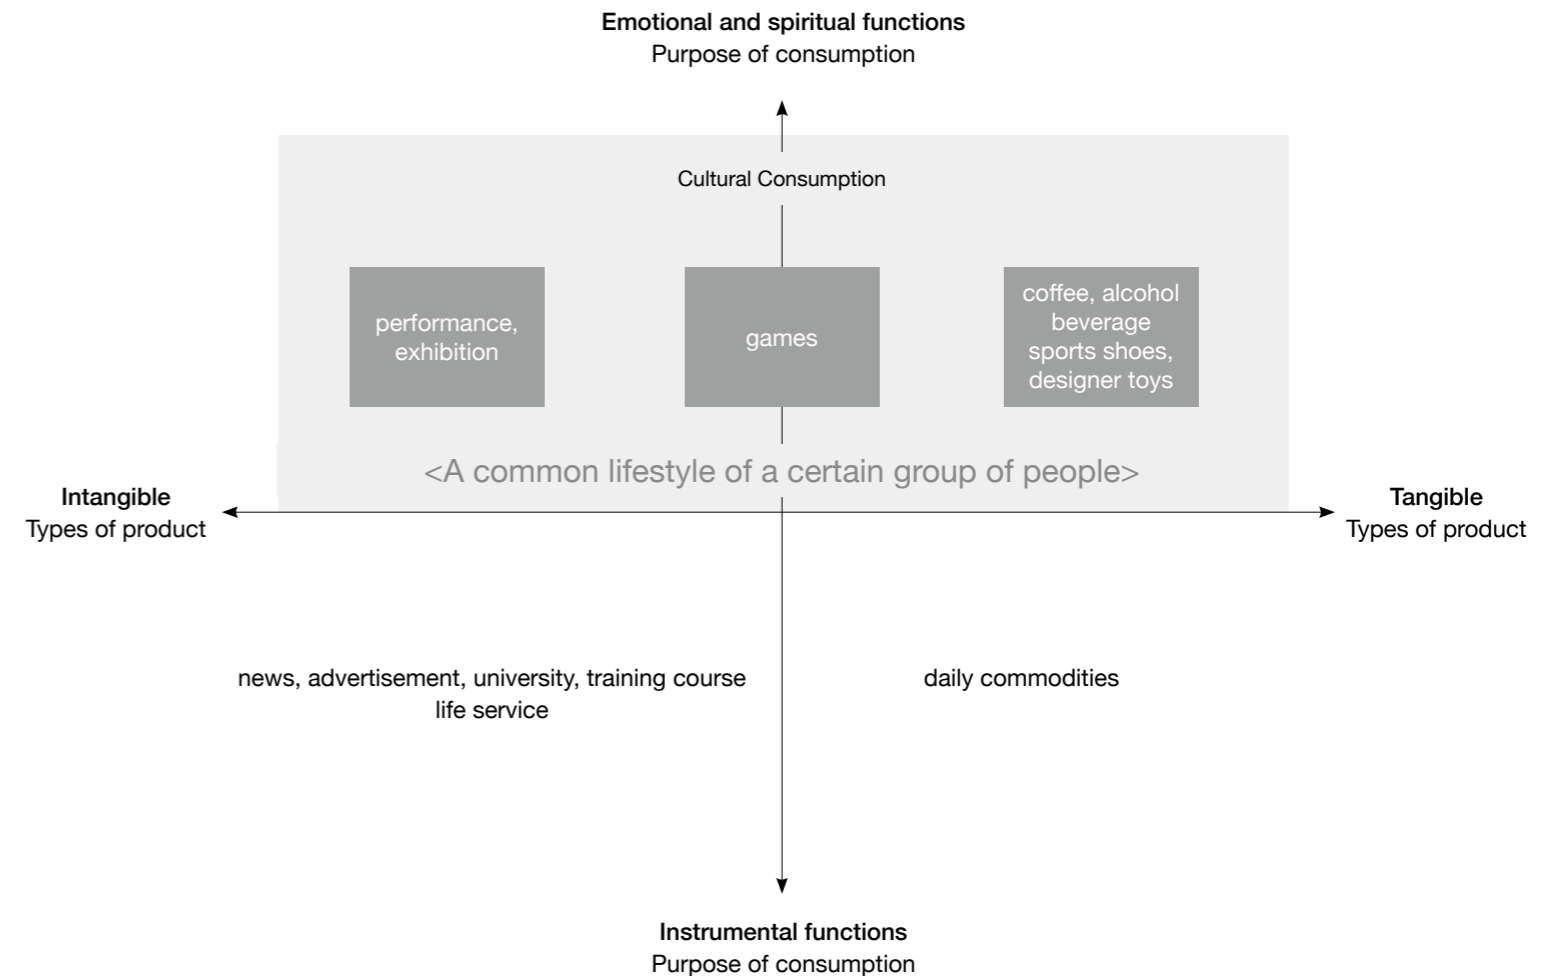 Emotional and spiritual functions
Purpose of consumption
Cultural Consumption
performance,
exhibition
games
coffee, alcohol
beverage
sports shoes,
designer toys
<A common lifestyle of a certain group of people>
Intangible
Types of product
Tangible
Types of product
news, advertisement, university, training course
life service
daily commodities
Instrumental functions
Purpose of consumption